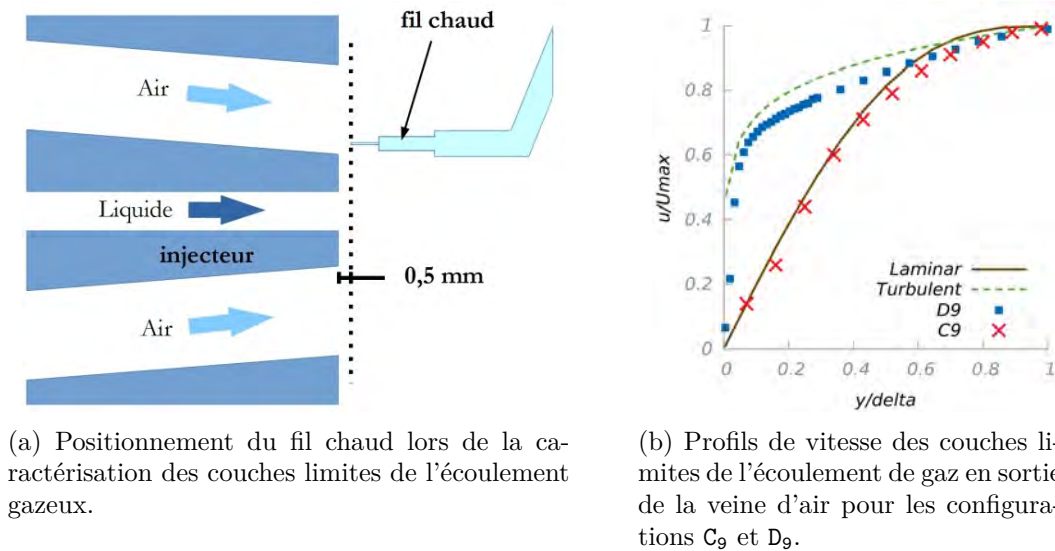 fil chaud
Air
Liquide
injecteur
0,5 mm
Air
1
0.8
0.6
0.4
0.2
0
u/Umax
Laminar
Turbulent
D9
C9
0 0.2 0.4 0.6 0.8 1
y/delta
(a) Positionnement du fil chaud lors de la ca-
ractérisation des couches limites de l'écoulement
gazeux.
(b) Profils de vitesse des couches li-
mites de l'écoulement de gaz en sortie
de la veine d'air pour les configura-
tions C₉ et D₉.